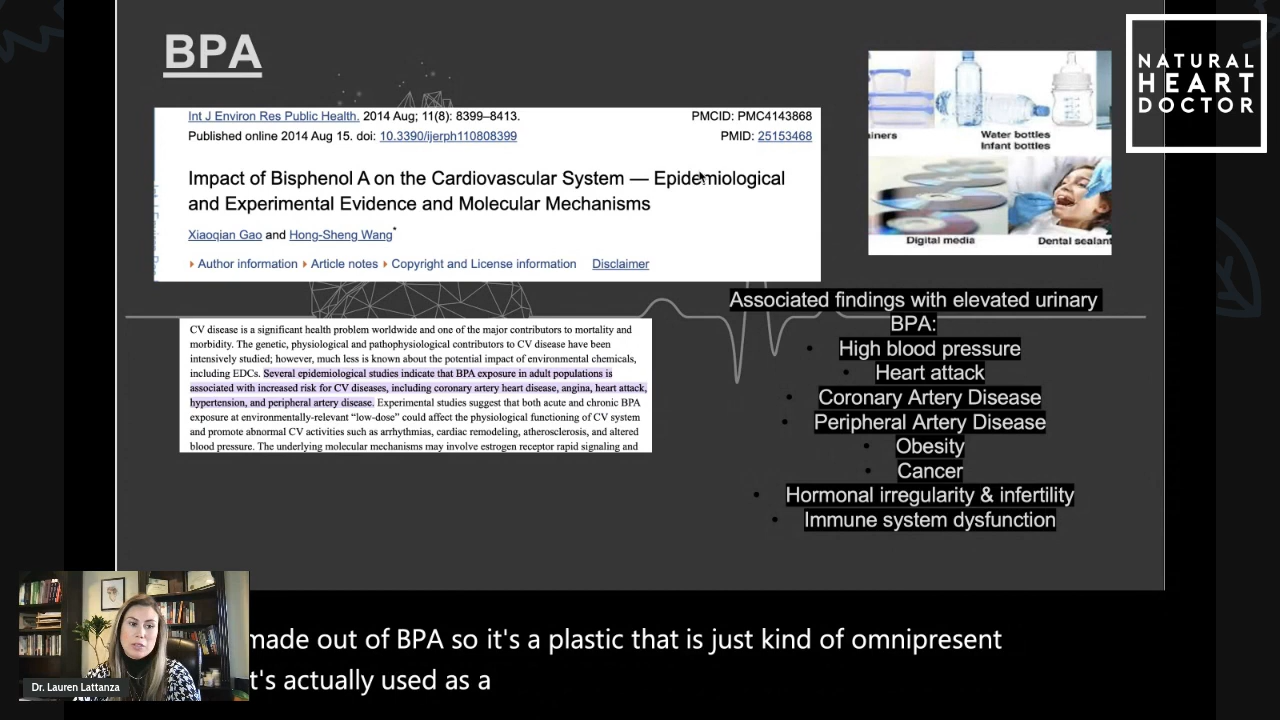 BPA
NATURAL
HEART
DOCTOR
Int J Environ Res Public Health. 2014 Aug; 11(8): 8399–8413.
PMCID: PMC4143868
Published online 2014 Aug 15. doi: 10.3390/ijerph110808399
PMID: 25153468
Impact of Bisphenol A on the Cardiovascular System — Epidemiological
and Experimental Evidence and Molecular Mechanisms
Xiaoqian Gao and Hong-Sheng Wang*
Author information Article notes Copyright and License information Disclaimer
ainers
Water bottles
Infant bottles
Digital media
Dental sealant
CV disease is a significant health problem worldwide and one of the major contributors to mortality and
morbidity. The genetic, physiological and pathophysiological contributors to CV disease have been
intensively studied; however, much less is known about the potential impact of environmental chemicals,
including EDCs. Several epidemiological studies indicate that BPA exposure in adult populations is
associated with increased risk for CV diseases, including coronary artery heart disease, angina, heart attack,
hypertension, and peripheral artery disease. Experimental studies suggest that both acute and chronic BPA
exposure at environmentally-relevant “low-dose” could affect the physiological functioning of CV system
and promote abnormal CV activities such as arrhythmias, cardiac remodeling, atherosclerosis, and altered
blood pressure. The underlying molecular mechanisms may involve estrogen receptor rapid signaling and
Associated findings with elevated urinary
BPA:
• High blood pressure
• Heart attack
• Coronary Artery Disease
• Peripheral Artery Disease
• Obesity
• Cancer
• Hormonal irregularity & infertility
• Immune system dysfunction
made out of BPA so it's a plastic that is just kind of omnipresent
t's actually used as a
Dr. Lauren Lattanza